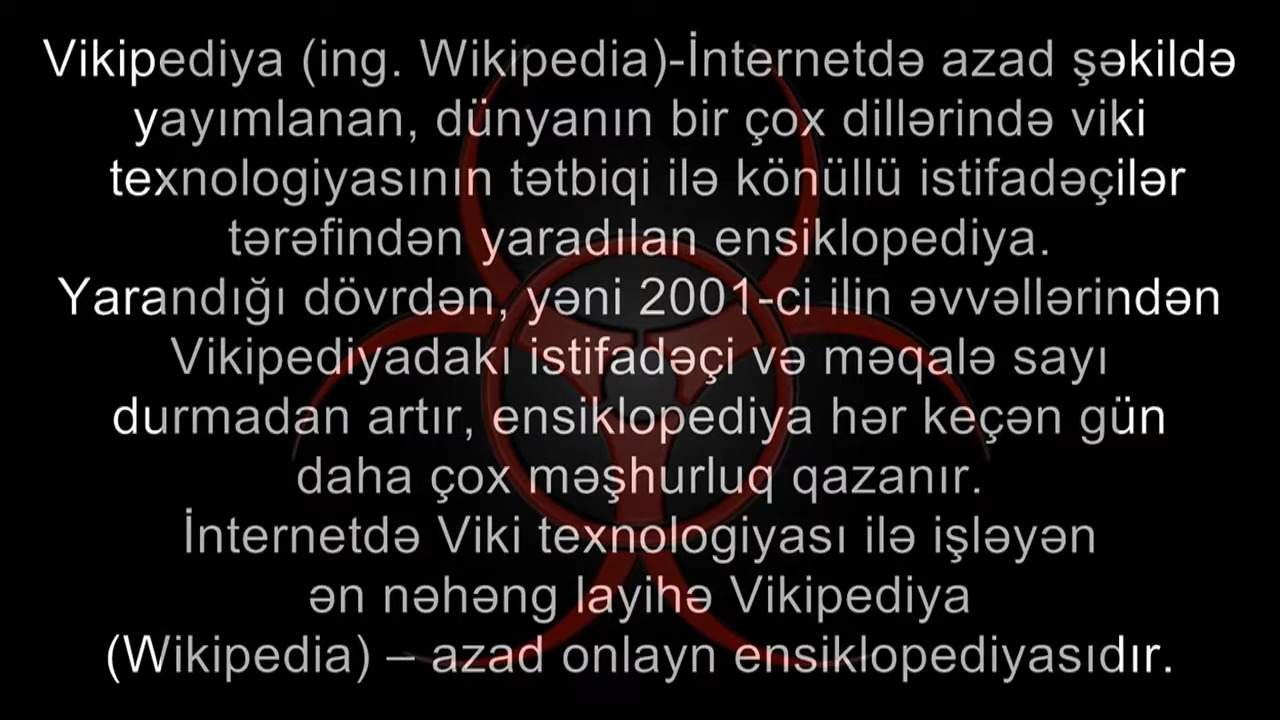 Vikipediya (ing. Wikipedia)-İnternetdə azad şəkildə
yayımlanan, dünyanın bir çox dillərində viki
texnologiyasının tətbiqi ilə könüllü istifadəçilər
tərəfindən yaradılan ensiklopediya.
Yarandığı dövrdən, yəni 2001-ci ilin əvvəllərindən
Vikipediyadakı istifadəçi və məqalə sayı
durmadan artır, ensiklopediya hər keçən gün
daha çox məşhurluq qazanır.
İnternetdə Viki texnologiyası ilə işləyən
ən nəhəng layihə Vikipediya
(Wikipedia) – azad onlayn ensiklopediyasıdır.